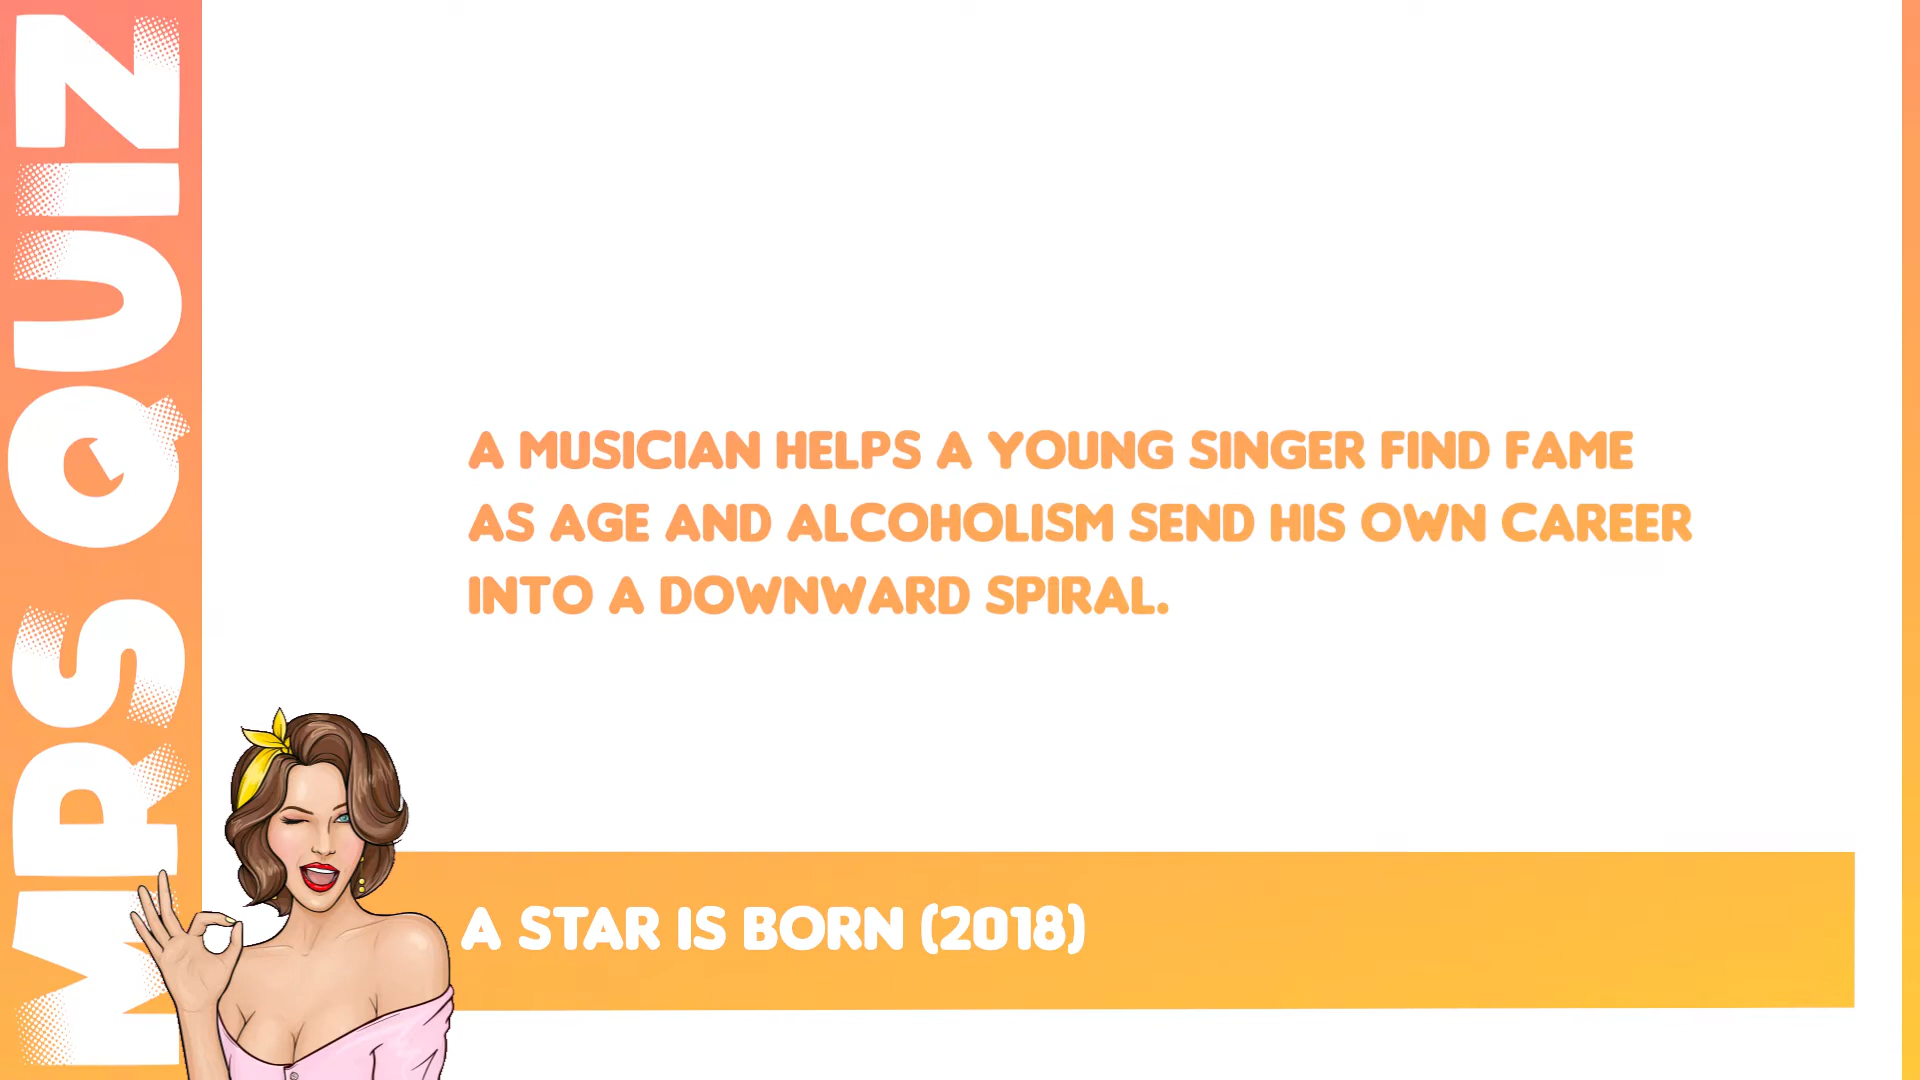 MRS QUIZ
A MUSICIAN HELPS A YOUNG SINGER FIND FAME
AS AGE AND ALCOHOLISM SEND HIS OWN CAREER
INTO A DOWNWARD SPIRAL.
A STAR IS BORN (2018)